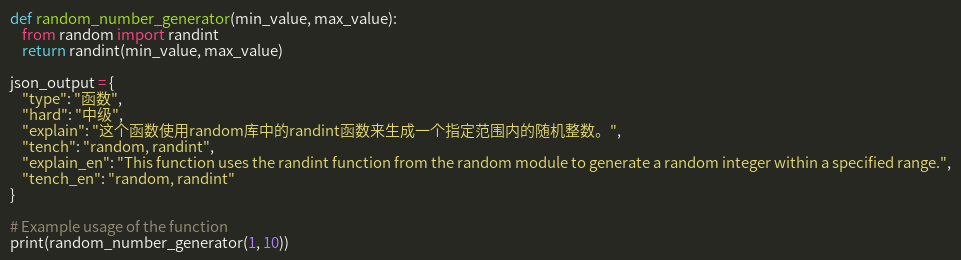 def random_number_generator(min_value, max_value):
    from random import randint
    return randint(min_value, max_value)

json_output = {
    "type": "函数",
    "hard": "中级",
    "explain": "这个函数使用random库中的randint函数来生成一个指定范围内的随机整数。",
    "tench": "random, randint",
    "explain_en": "This function uses the randint function from the random module to generate a random integer within a specified range.",
    "tench_en": "random, randint"
}

# Example usage of the function
print(random_number_generator(1, 10))